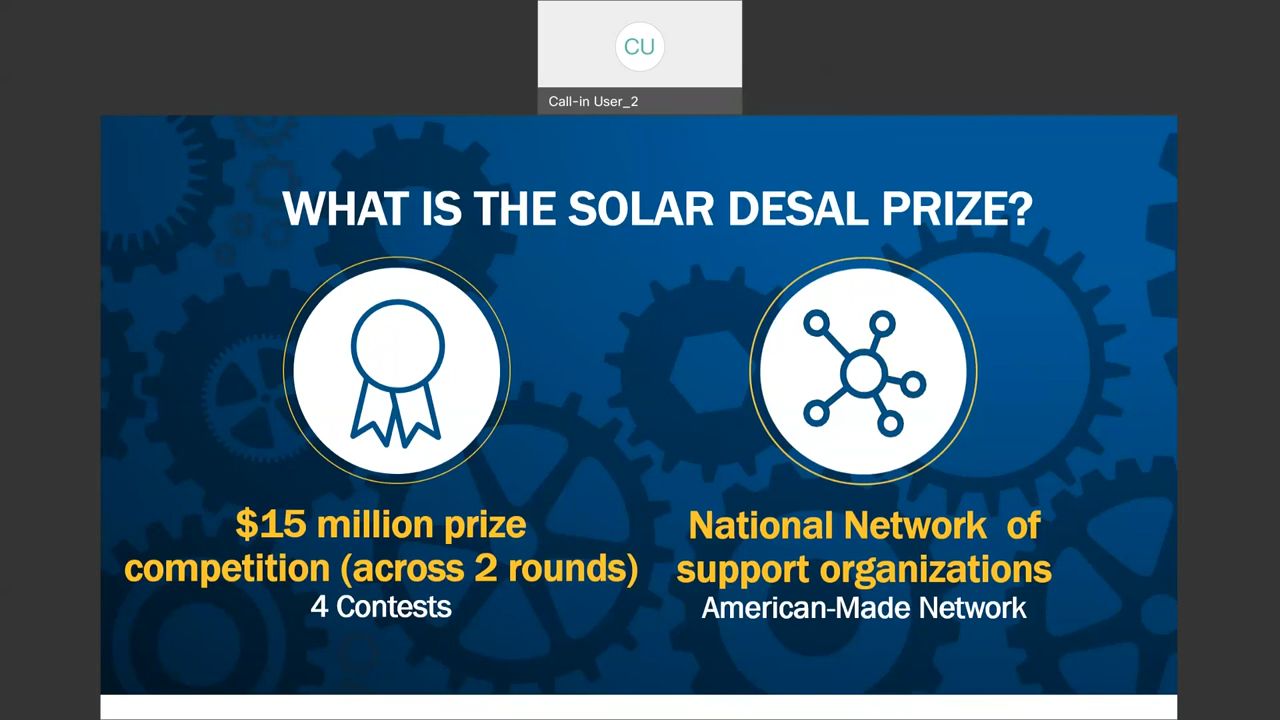 CU
Call-in User_2
WHAT IS THE SOLAR DESAL PRIZE?
$15 million prize
competition (across 2 rounds)
4 Contests
National Network of
support organizations
American-Made Network